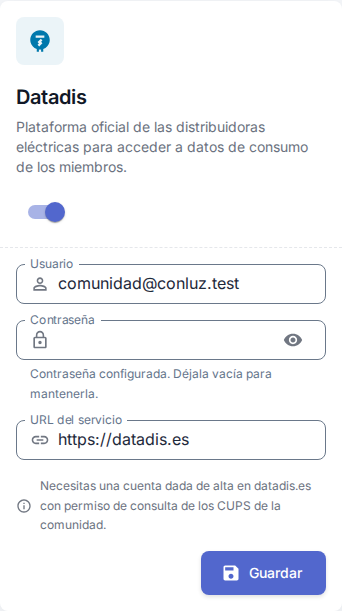 Datadis
Plataforma oficial de las distribuidoras
eléctricas para acceder a datos de consumo
de los miembros.
Usuario
comunidad@conluz.test
Contraseña
Contraseña configurada. Déjala vacía para
mantenerla.
URL del servicio
https://datadis.es
Necesitas una cuenta dada de alta en datadis.es
con permiso de consulta de los CUPS de la
comunidad.
Guardar